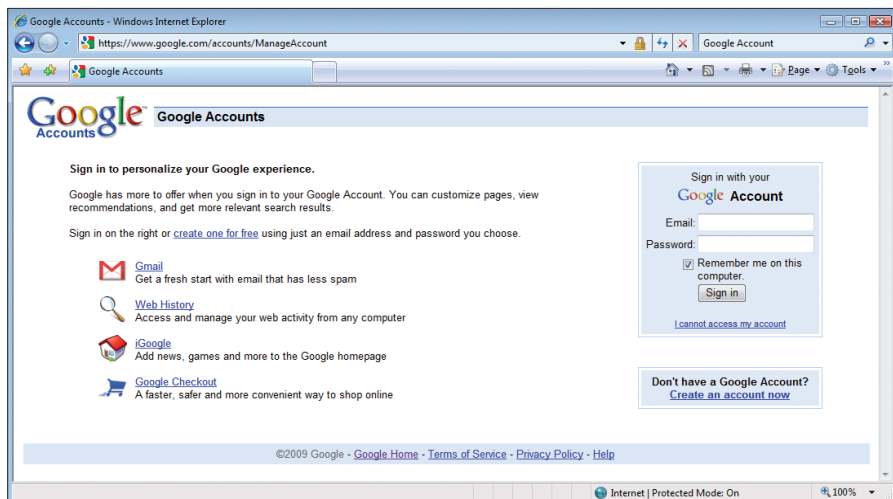 Google Accounts - Windows Internet Explorer
https://www.google.com/accounts/ManageAccount
Google Account
Google Accounts
Page
Tools
Google
Accounts
Google Accounts
Sign in to personalize your Google experience.
Google has more to offer when you sign in to your Google Account. You can customize pages, view
recommendations, and get more relevant search results.
Sign in on the right or create one for free using just an email address and password you choose.
Gmail
Get a fresh start with email that has less spam
Web History
Access and manage your web activity from any computer
iGoogle
Add news, games and more to the Google homepage
Google Checkout
A faster, safer and more convenient way to shop online
Sign in with your
Google Account
Email:
Password:
Remember me on this
computer.
Sign in
I cannot access my account
Don't have a Google Account?
Create an account now
©2009 Google - Google Home - Terms of Service - Privacy Policy - Help
Internet | Protected Mode: On
100%